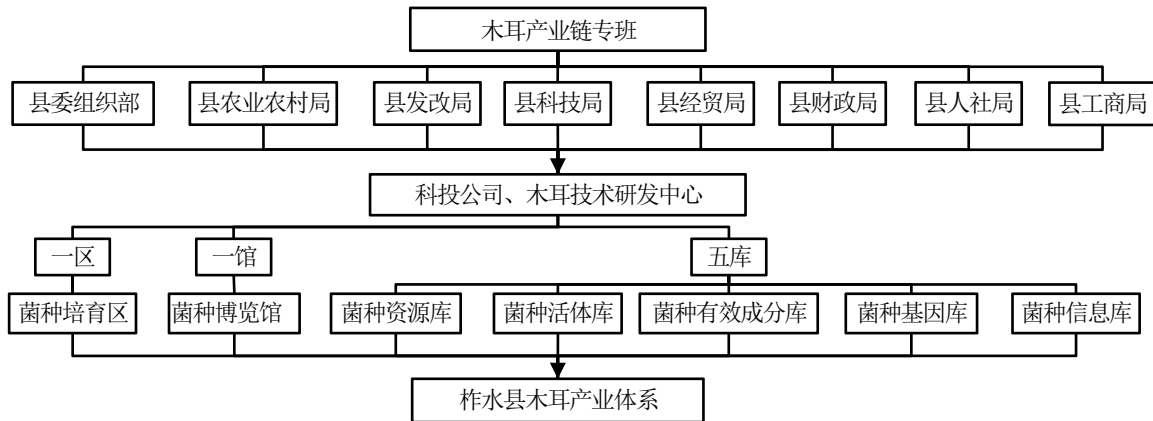 木耳产业链专班
县委组织部
县农业农村局
县发改局
县科技局
县经贸局
县财政局
县人社局
县工商局
科投公司、木耳技术研发中心
一区
一馆
五库
菌种培育区
菌种博览馆
菌种资源库
菌种活体库
菌种有效成分库
菌种基因库
菌种信息库
柞水县木耳产业体系